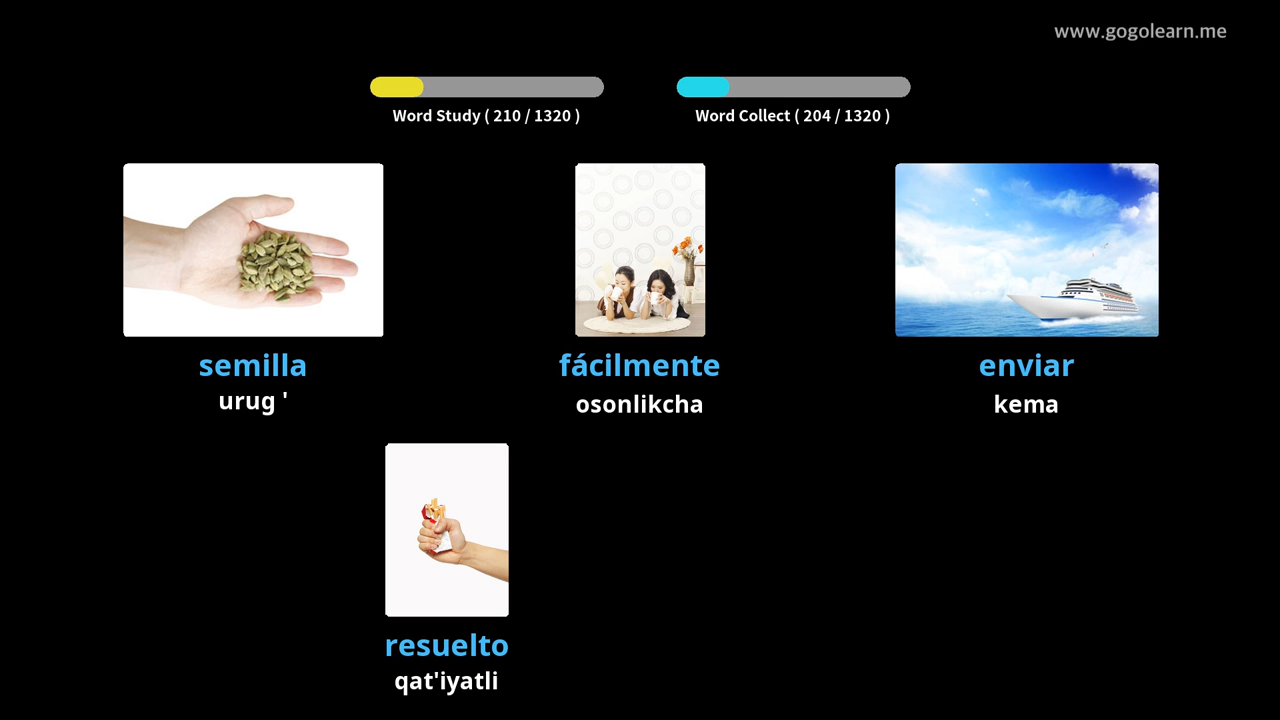 www.gogolearn.me
Word Study ( 210 / 1320 )
Word Collect ( 204 / 1320 )
semilla
urug '
fácilmente
osonlikcha
enviar
kema
resuelto
qat'iyatli